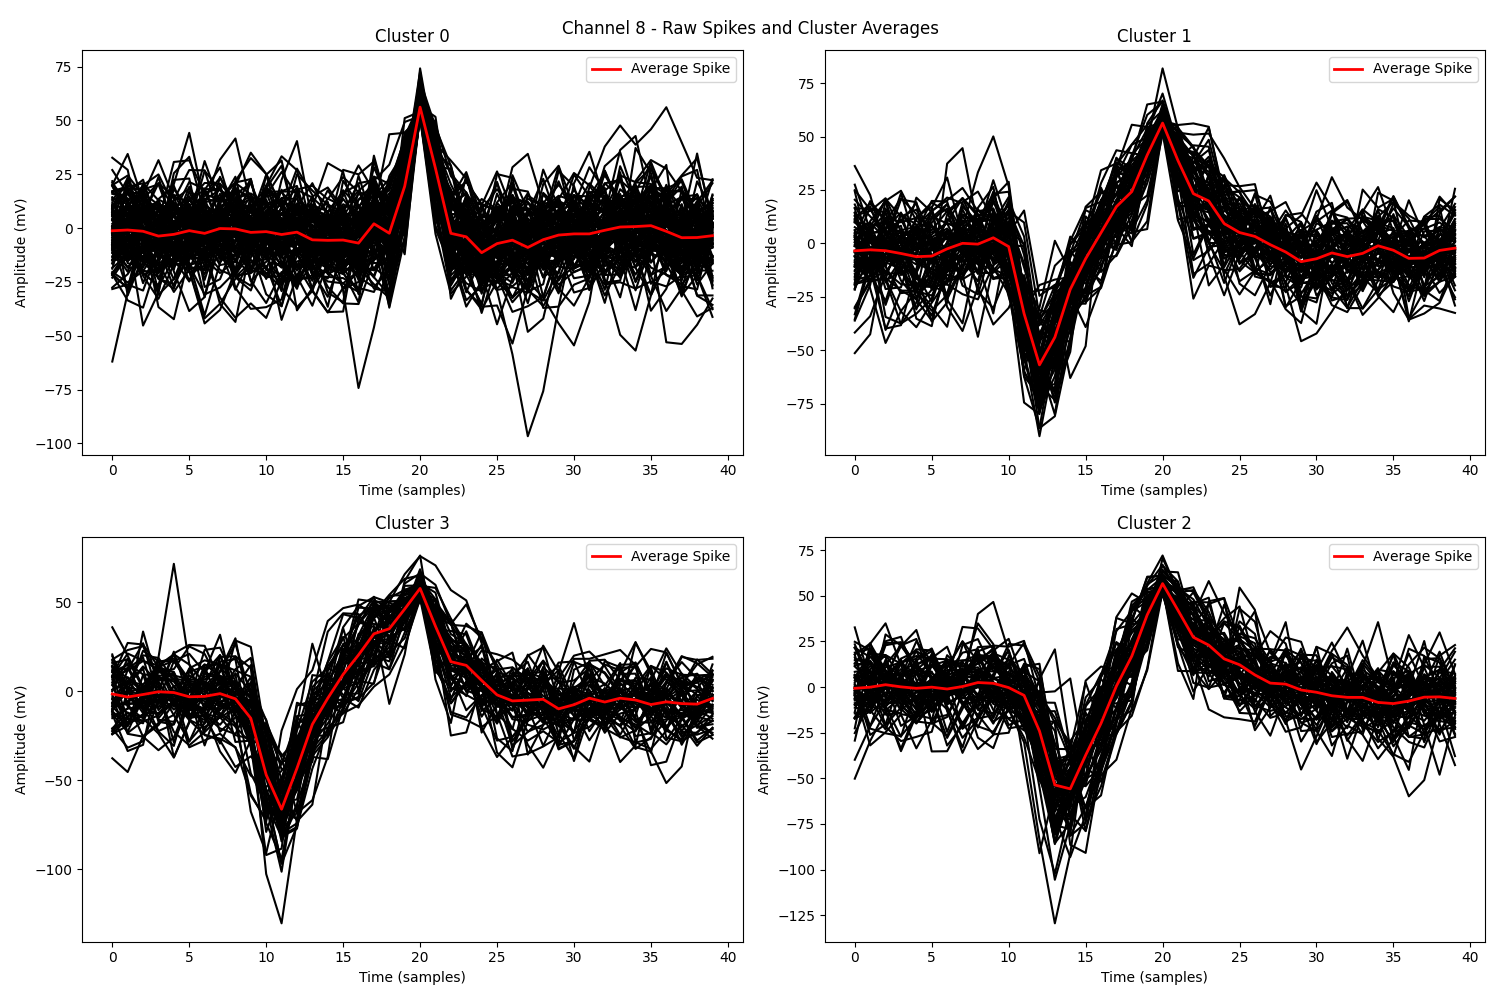 Channel 8 - Raw Spikes and Cluster Averages
Cluster 0
Average Spike
75
50
25
0
−25
−50
−75
−100
Amplitude (mV)
0 5 10 15 20 25 30 35 40
Time (samples)
Cluster 1
Average Spike
75
50
25
0
−25
−50
−75
Amplitude (mV)
0 5 10 15 20 25 30 35 40
Time (samples)
Cluster 3
Average Spike
50
0
−50
−100
Amplitude (mV)
0 5 10 15 20 25 30 35 40
Time (samples)
Cluster 2
Average Spike
75
50
25
0
−25
−50
−75
−100
−125
Amplitude (mV)
0 5 10 15 20 25 30 35 40
Time (samples)